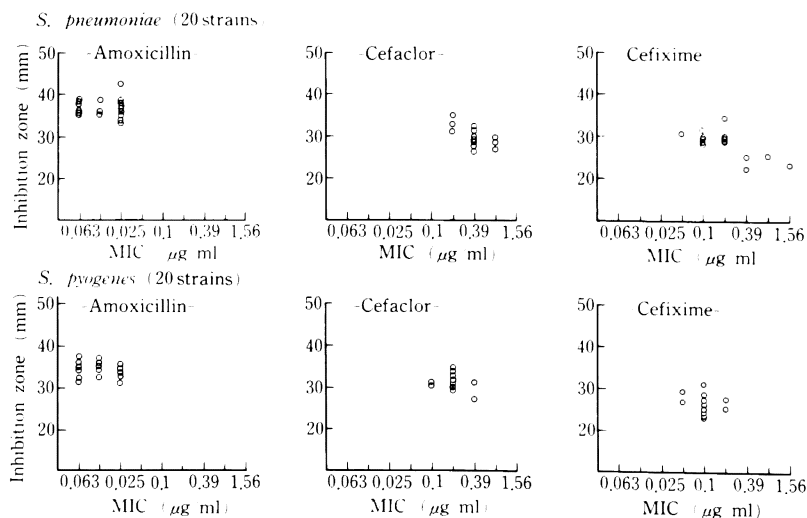 S. pneumoniae (20 strains)
-Amoxicillin-
-Cefaclor-
Cefixime
Inhibition zone (mm)
50
40
30
20
50
40
30
20
50
40
30
20
0,063 0,025 0,1 0,39 1,56
0,063 0,025 0,1 0,39 1,56
0,063 0,025 0,1 0,39 1,56
MIC (μg ml)
MIC (μg ml)
MIC (μg ml)
S. pyogenes (20 strains)
-Amoxicillin-
-Cefaclor-
Cefixime-
Inhibition zone (mm)
50
40
30
20
50
40
30
20
50
40
30
20
0,063 0,025 0,1 0,39 1,56
0,063 0,025 0,1 0,39 1,56
0,063 0,025 0,1 0,39 1,56
MIC (μg ml)
MIC (μg ml)
MIC (μg ml)